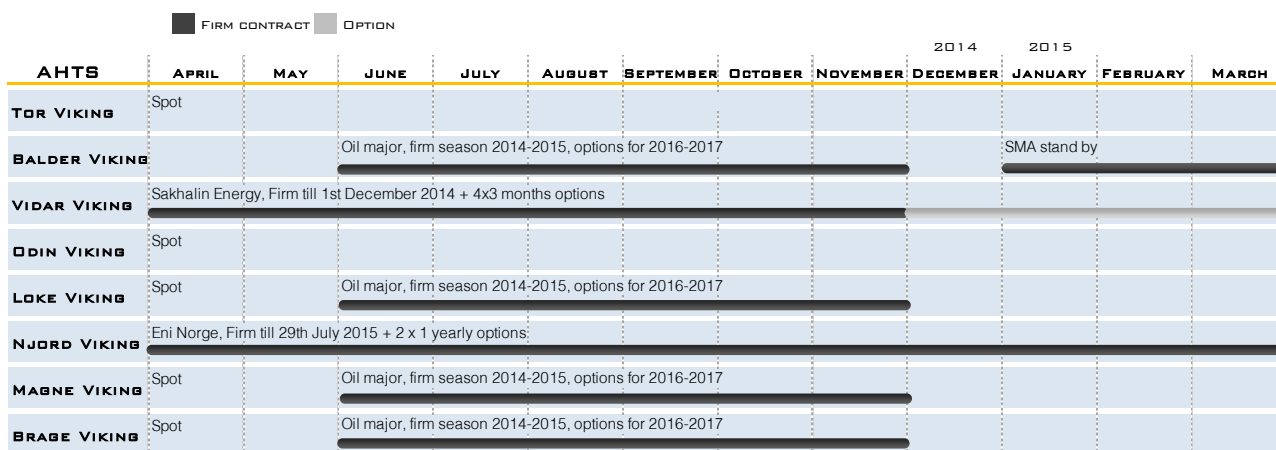 FIRM CONTRACT OPTION
2014 2015
AHTS APRIL MAY JUNE JULY AUGUST SEPTEMBER OCTOBER NOVEMBER DECEMBER JANUARY FEBRUARY MARCH
TOR VIKING Spot
BALDER VIKING Oil major, firm season 2014-2015, options for 2016-2017 SMA stand by
VIDAR VIKING Sakhalin Energy, Firm till 1st December 2014 + 4x3 months options
ODIN VIKING Spot
LOKE VIKING Spot Oil major, firm season 2014-2015, options for 2016-2017
NJORD VIKING Eni Norge, Firm till 29th July 2015 + 2 x 1 yearly options
MAGNE VIKING Spot Oil major, firm season 2014-2015, options for 2016-2017
BRAGE VIKING Spot Oil major, firm season 2014-2015, options for 2016-2017